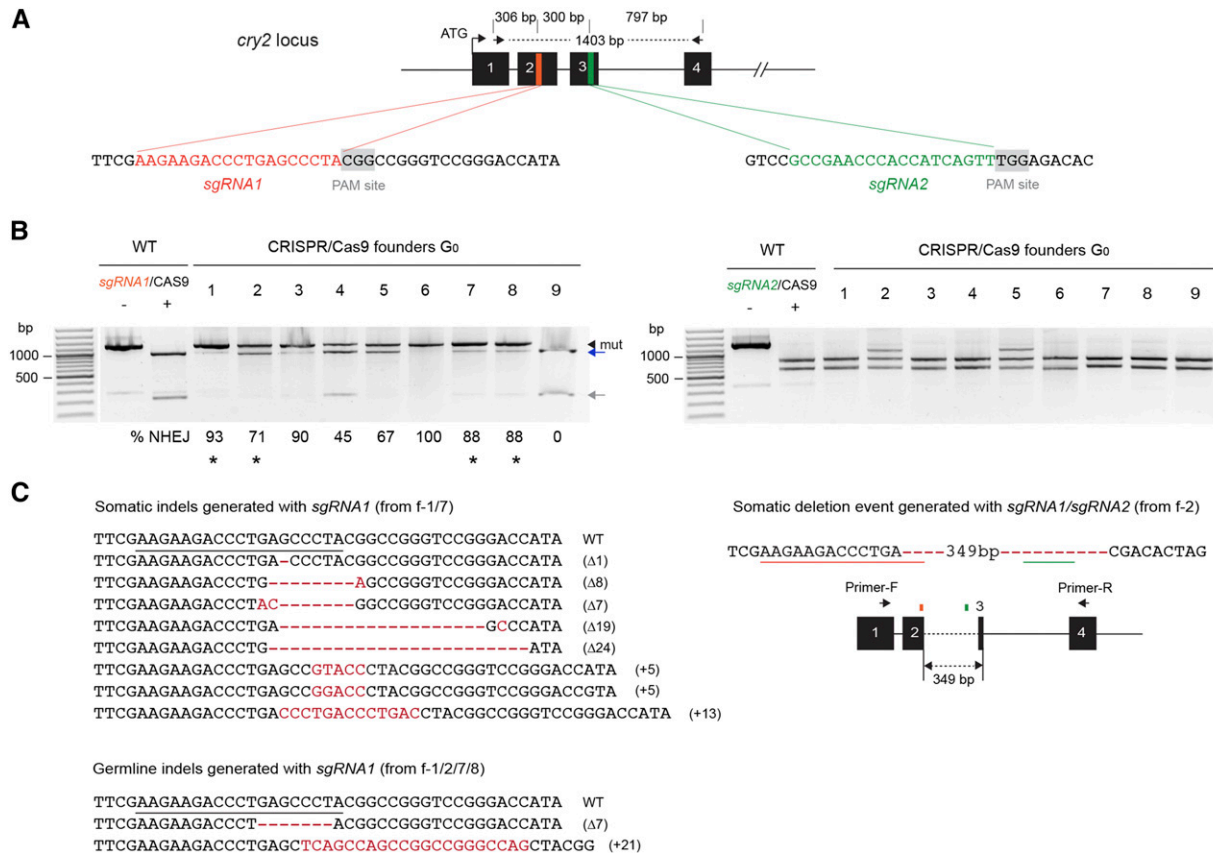 A
cry2 locus
ATG
306 bp 300 bp 797 bp
1403 bp
1 2 3 4
TTCGAAGAAGACCCTGAGCCCTACGGCCGGGTCCGGGACCATA
sgRNA1
PAM site
GTCCGCCGAACCCACCATCAGTTTGGAGACAC
sgRNA2
PAM site
B
WT CRISPR/Cas9 founders G0
sgRNA1/CAS9
- + 1 2 3 4 5 6 7 8 9
bp
1000
500
mut
% NHEJ 93 71 90 45 67 100 88 88 0
* * * *
WT CRISPR/Cas9 founders G0
sgRNA2/CAS9
- + 1 2 3 4 5 6 7 8 9
bp
1000
500
C
Somatic indels generated with sgRNA1 (from f-1/7)
TTCGAAGAAGACCCTGAGCCCTACGGCCGGGTCCGGGACCATA WT
TTCGAAGAAGACCCTGA-CCCTACGGCCGGGTCCGGGACCATA (Δ1)
TTCGAAGAAGACCCTG--------AGCCGGGTCCGGGACCATA (Δ8)
TTCGAAGAAGACCCTAC-------GGCCGGGTCCGGGACCATA (Δ7)
TTCGAAGAAGACCCTGA-------------------GCCCATA (Δ19)
TTCGAAGAAGACCCTG------------------------ATA (Δ24)
TTCGAAGAAGACCCTGAGCCGTACCCTACGGCCGGGTCCGGGACCATA (+5)
TTCGAAGAAGACCCTGAGCCGGACCCTACGGCCGGGTCCGGGACCGTA (+5)
TTCGAAGAAGACCCTGACCCTGACCCTGACCTACGGCCGGGTCCGGGACCATA (+13)
Germline indels generated with sgRNA1 (from f-1/2/7/8)
TTCGAAGAAGACCCTGAGCCCTACGGCCGGGTCCGGGACCATA WT
TTCGAAGAAGACCCT-------ACGGCCGGGTCCGGGACCATA (Δ7)
TTCGAAGAAGACCCTGAGCTCAGCCAGCCGGCCGGGCCAGCTACGG (+21)
Somatic deletion event generated with sgRNA1/sgRNA2 (from f-2)
TCGAAGAAGACCCTGA----349bp---------CGACACTAG
Primer-F 3 Primer-R
1 2 4
349 bp